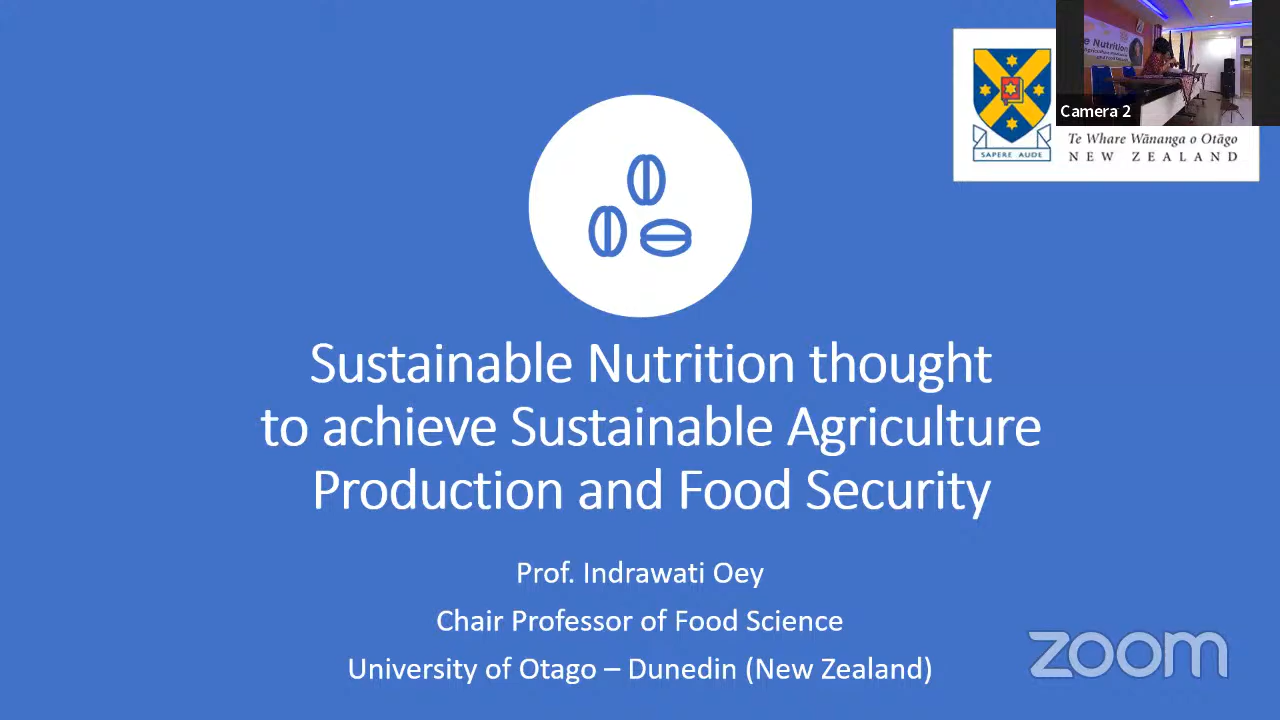 e Nutrition
Camera 2
SAPERE AUDE
Te Whare Wānanga o Otāgo
NEW ZEALAND
Sustainable Nutrition thought
to achieve Sustainable Agriculture
Production and Food Security
Prof. Indrawati Oey
Chair Professor of Food Science
University of Otago – Dunedin (New Zealand)
zoom